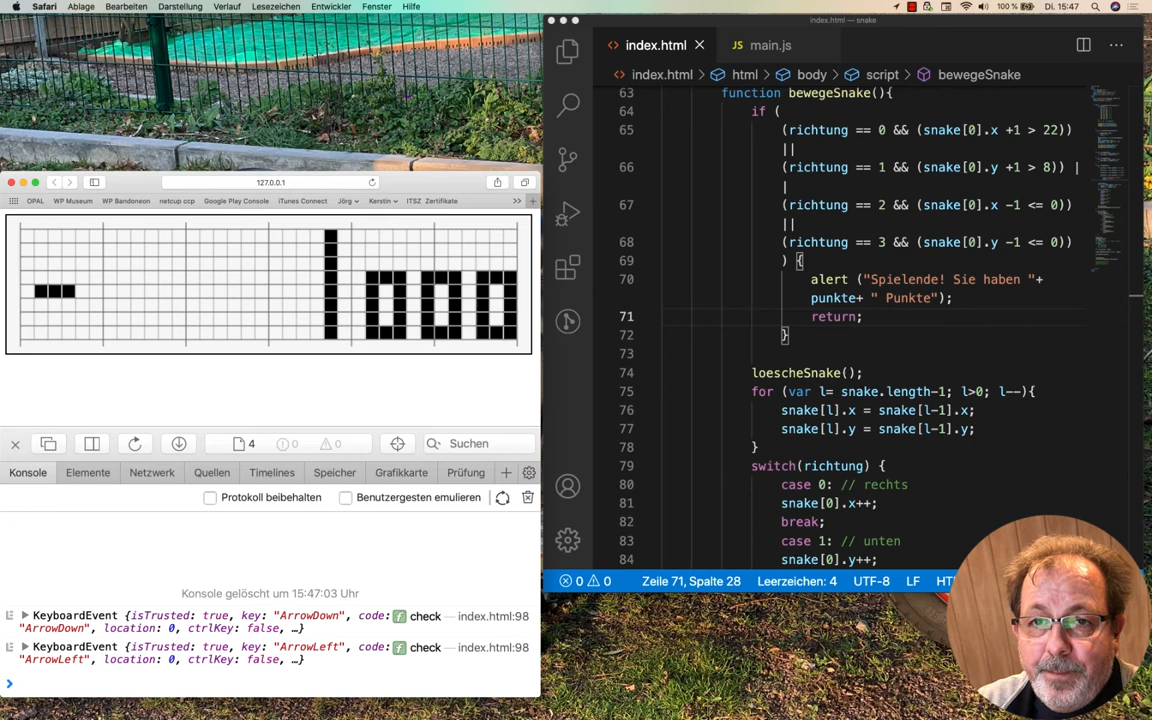 Safari Ablage Bearbeiten Darstellung Verlauf Lesezeichen Entwickler Fenster Hilfe 100 % Di. 15:47
index.html — snake
index.html main.js
index.html html body script bewegeSnake
63 function bewegeSnake(){
64 if (
65 (richtung == 0 && (snake[0].x +1 > 22))
||
66 (richtung == 1 && (snake[0].y +1 > 8)) |
|
67 (richtung == 2 && (snake[0].x -1 <= 0))
||
68 (richtung == 3 && (snake[0].y -1 <= 0))
69 ) {
70 alert ("Spielende! Sie haben "+
punkte+ " Punkte");
71 return;
72 }
73
74 loescheSnake();
75 for (var l= snake.length-1; l>0; l--){
76 snake[l].x = snake[l-1].x;
77 snake[l].y = snake[l-1].y;
78 }
79 switch(richtung) {
80 case 0: // rechts
81 snake[0].x++;
82 break;
83 case 1: // unten
84 snake[0].y++;
0 0 Zeile 71, Spalte 28 Leerzeichen: 4 UTF-8 LF
127.0.0.1
OPAL WP Museum WP Bandoneon netcup ccp Google Play Console iTunes Connect Jörg Kerstin ITSZ Zertifikate
4 0 0 Suchen
Konsole Elemente Netzwerk Quellen Timelines Speicher Grafikkarte Prüfung
Protokoll beibehalten Benutzergesten emulieren
Konsole gelöscht um 15:47:03 Uhr
KeyboardEvent {isTrusted: true, key: "ArrowDown", code: f check — index.html:98
"ArrowDown", location: 0, ctrlKey: false, …}
KeyboardEvent {isTrusted: true, key: "ArrowLeft", code: f check — index.html:98
"ArrowLeft", location: 0, ctrlKey: false, …}